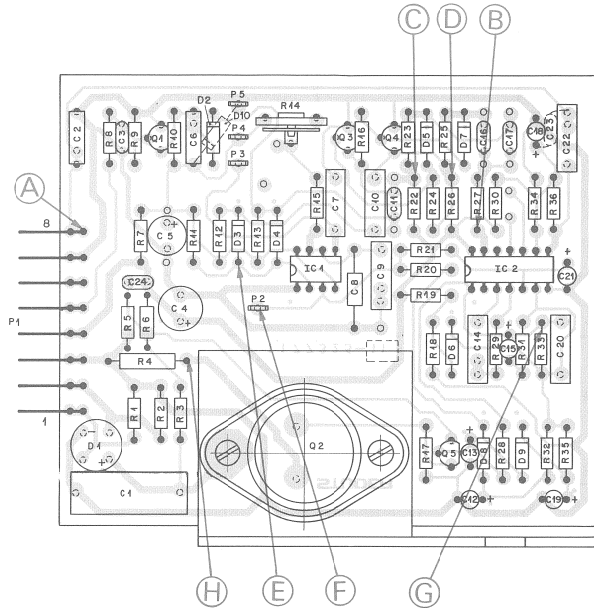 C D B
P5
D2 D10 R14
C2 R8 C3 R9 Q1 R10 C6 P4 Q3 R16 Q4 R23 D5 R25 D7 C16 C17 C18 C23 C22
P3
A
R15 C7 C10 C11 R22 R24 R26 R27 R30 R34 R36
8 R7 C5 R11 R12 D3 R13 D4
R21
IC1 C8 C9 R20 IC2 C21
C24
R19
P1 R5 R6 C4 P2
R18 D6 C14 R29 C15 R31 R33 C20
R4
1 R1 R2 R3
D1 Q2 R17 Q5 C13 D8 R28 D9 R32 R35
C1 C12 C19
H E F G